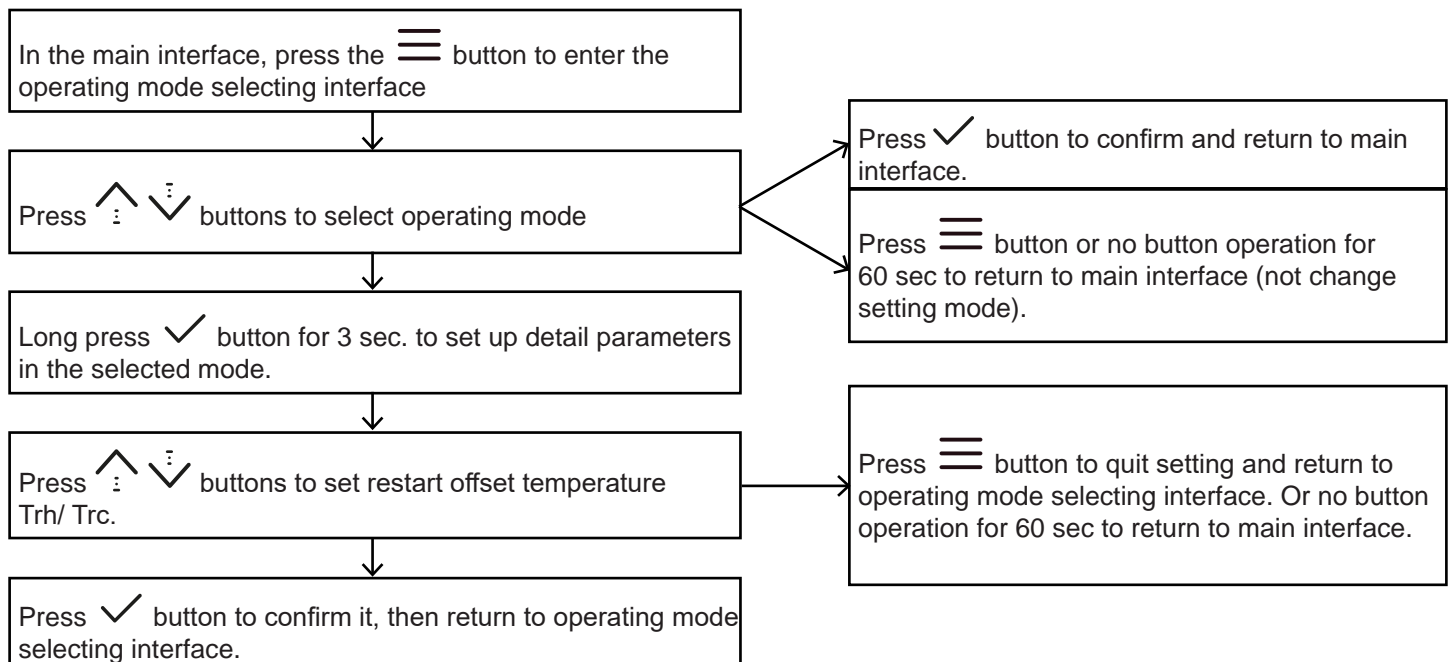 In the main interface, press the button to enter the
operating mode selecting interface
Press buttons to select operating mode
Press button to confirm and return to main
interface.
Press button or no button operation for
60 sec to return to main interface (not change
setting mode).
Long press button for 3 sec. to set up detail parameters
in the selected mode.
Press buttons to set restart offset temperature
Trh/ Trc.
Press button to quit setting and return to
operating mode selecting interface. Or no button
operation for 60 sec to return to main interface.
Press button to confirm it, then return to operating mode
selecting interface.